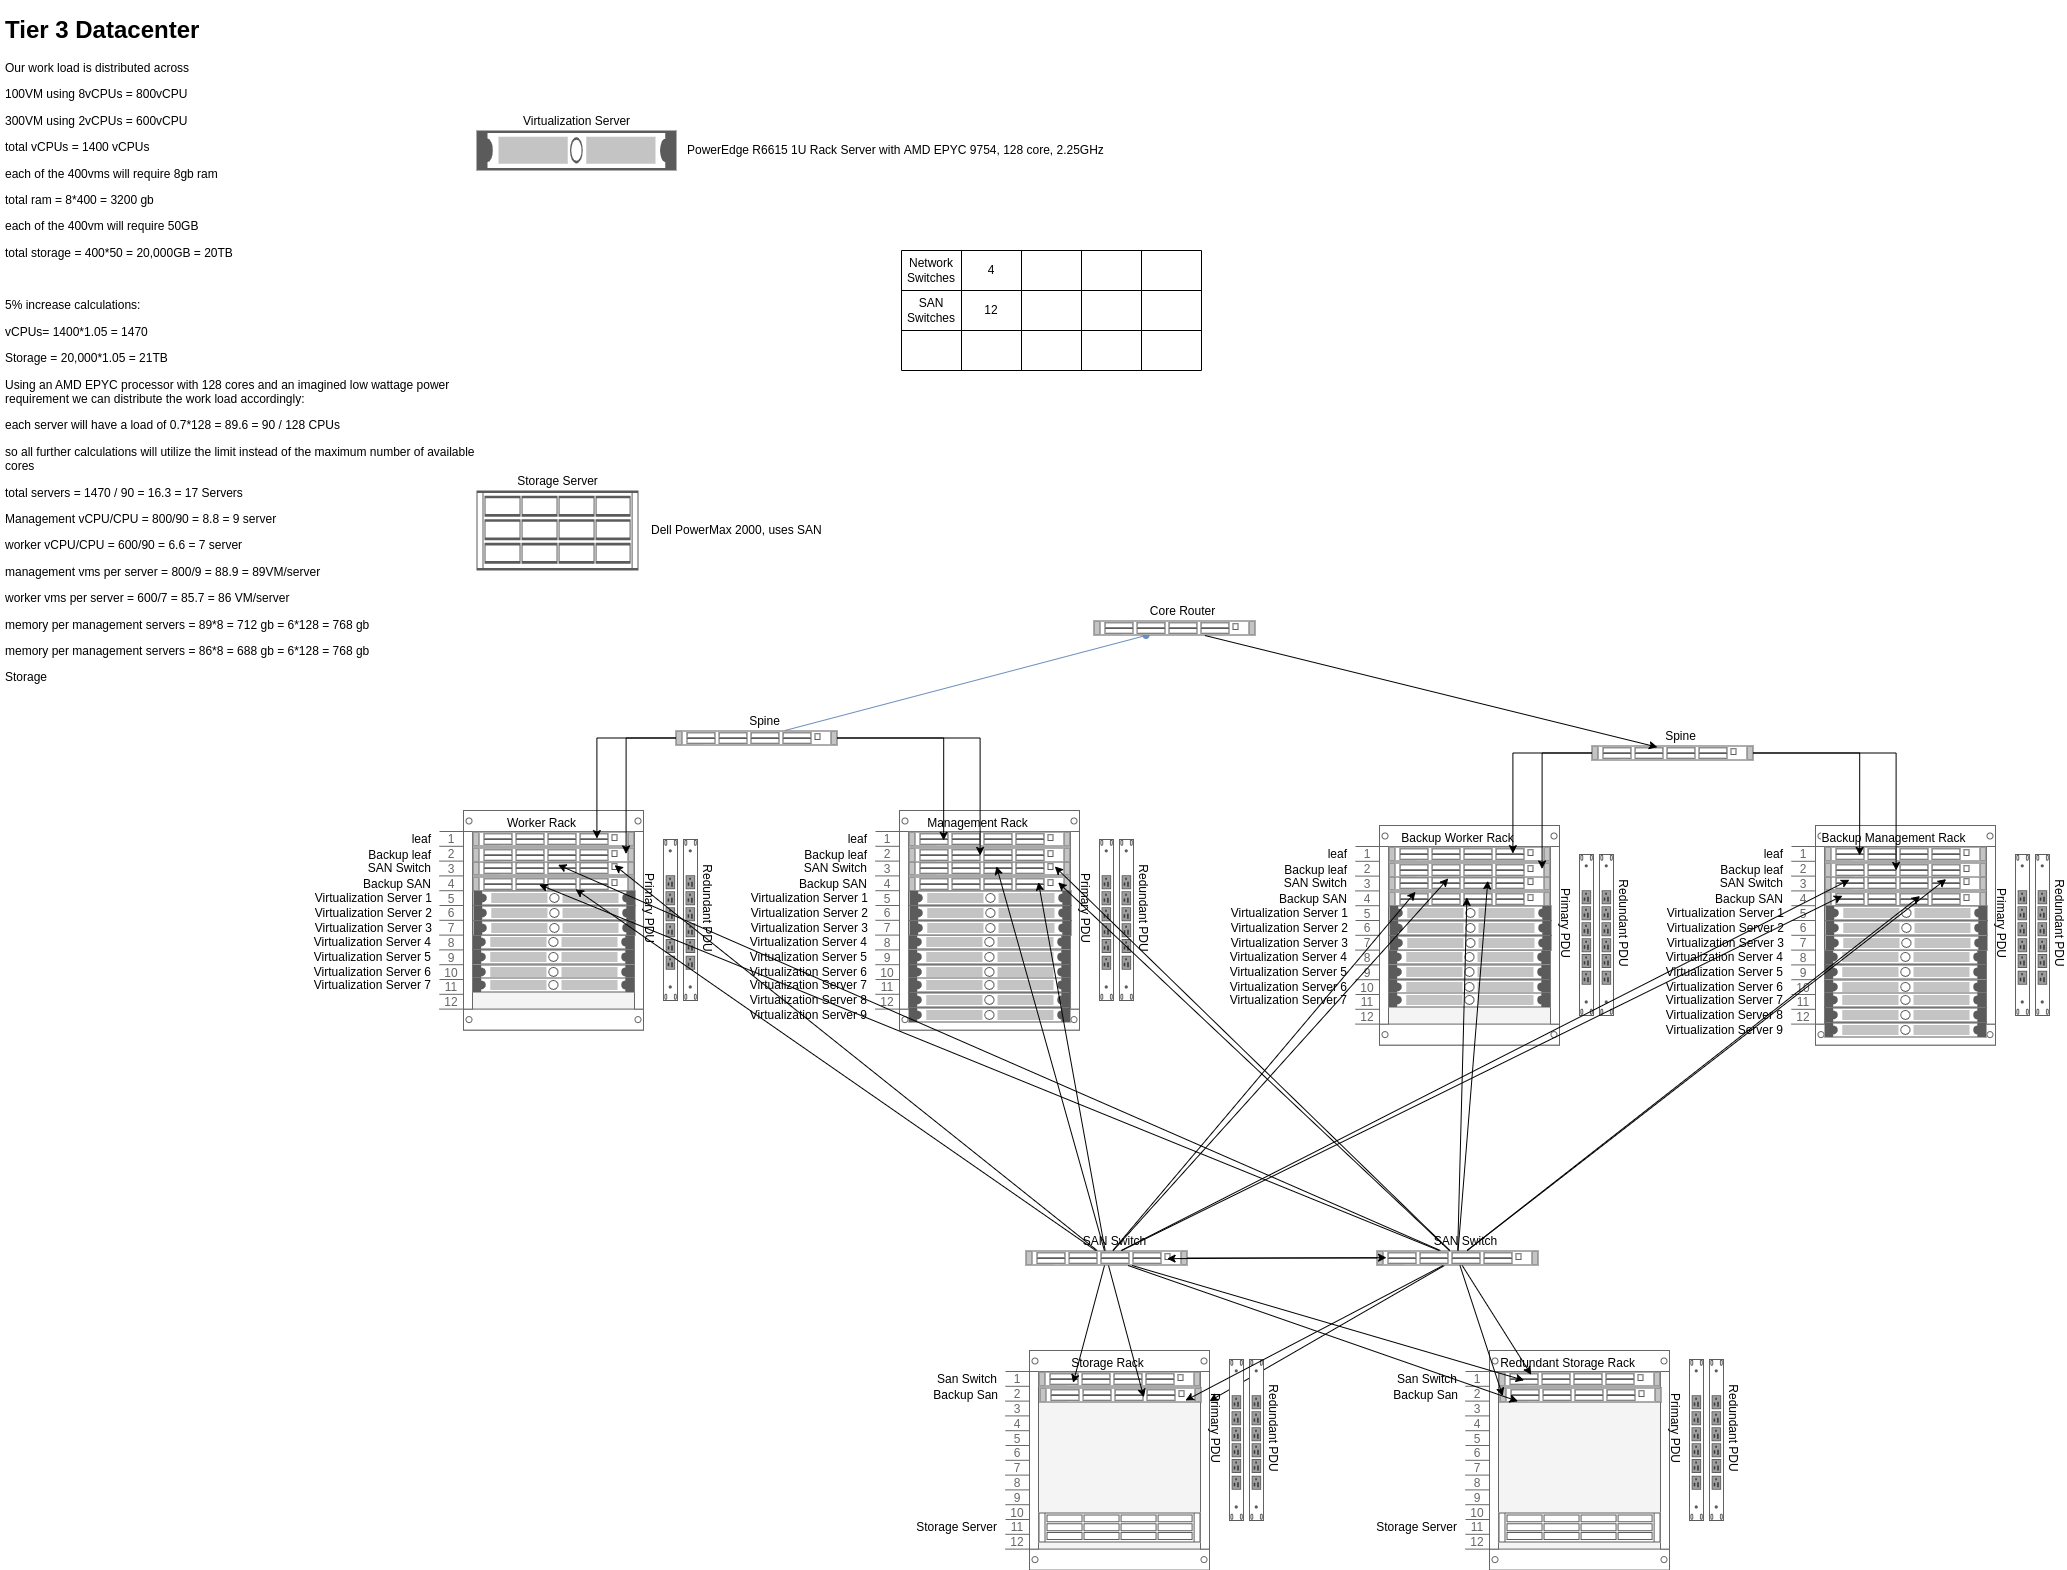 Tier 3 Datacenter
Our work load is distributed across
100VM using 8vCPUs = 800vCPU
300VM using 2vCPUs = 600vCPU
total vCPUs = 1400 vCPUs
each of the 400vms will require 8gb ram
total ram = 8*400 = 3200 gb
each of the 400vm will require 50GB
total storage = 400*50 = 20,000GB = 20TB
5% increase calculations:
vCPUs= 1400*1.05 = 1470
Storage = 20,000*1.05 = 21TB
Using an AMD EPYC processor with 128 cores and an imagined low wattage power
requirement we can distribute the work load accordingly:
each server will have a load of 0.7*128 = 89.6 = 90 / 128 CPUs
so all further calculations will utilize the limit instead of the maximum number of available
cores
total servers = 1470 / 90 = 16.3 = 17 Servers
Management vCPU/CPU = 800/90 = 8.8 = 9 server
worker vCPU/CPU = 600/90 = 6.6 = 7 server
management vms per server = 800/9 = 88.9 = 89VM/server
worker vms per server = 600/7 = 85.7 = 86 VM/server
memory per management servers = 89*8 = 712 gb = 6*128 = 768 gb
memory per management servers = 86*8 = 688 gb = 6*128 = 768 gb
Storage
Virtualization Server
PowerEdge R6615 1U Rack Server with AMD EPYC 9754, 128 core, 2.25GHz
Network
Switches
4
SAN
Switches
12
Storage Server
Dell PowerMax 2000, uses SAN
Core Router
Spine
Spine
Worker Rack
leaf 1
Backup leaf 2
SAN Switch 3
Backup SAN 4
Virtualization Server 1 5
Virtualization Server 2 6
Virtualization Server 3 7
Virtualization Server 4 8
Virtualization Server 5 9
Virtualization Server 6 10
Virtualization Server 7 11
12
Primary PDU
Redundant PDU
Management Rack
leaf 1
Backup leaf 2
SAN Switch 3
Backup SAN 4
Virtualization Server 1 5
Virtualization Server 2 6
Virtualization Server 3 7
Virtualization Server 4 8
Virtualization Server 5 9
Virtualization Server 6 10
Virtualization Server 7 11
Virtualization Server 8 12
Virtualization Server 9
Primary PDU
Redundant PDU
Backup Worker Rack
leaf 1
Backup leaf 2
SAN Switch 3
Backup SAN 4
Virtualization Server 1 5
Virtualization Server 2 6
Virtualization Server 3 7
Virtualization Server 4 8
Virtualization Server 5 9
Virtualization Server 6 10
Virtualization Server 7 11
12
Primary PDU
Redundant PDU
Backup Management Rack
leaf 1
Backup leaf 2
SAN Switch 3
Backup SAN 4
Virtualization Server 1 5
Virtualization Server 2 6
Virtualization Server 3 7
Virtualization Server 4 8
Virtualization Server 5 9
Virtualization Server 6 10
Virtualization Server 7 11
Virtualization Server 8 12
Virtualization Server 9
Primary PDU
Redundant PDU
SAN Switch
SAN Switch
Storage Rack
San Switch 1
Backup San 2
3
4
5
6
7
8
9
10
Storage Server 11
12
Primary PDU
Redundant PDU
Redundant Storage Rack
San Switch 1
Backup San 2
3
4
5
6
7
8
9
10
Storage Server 11
12
Primary PDU
Redundant PDU